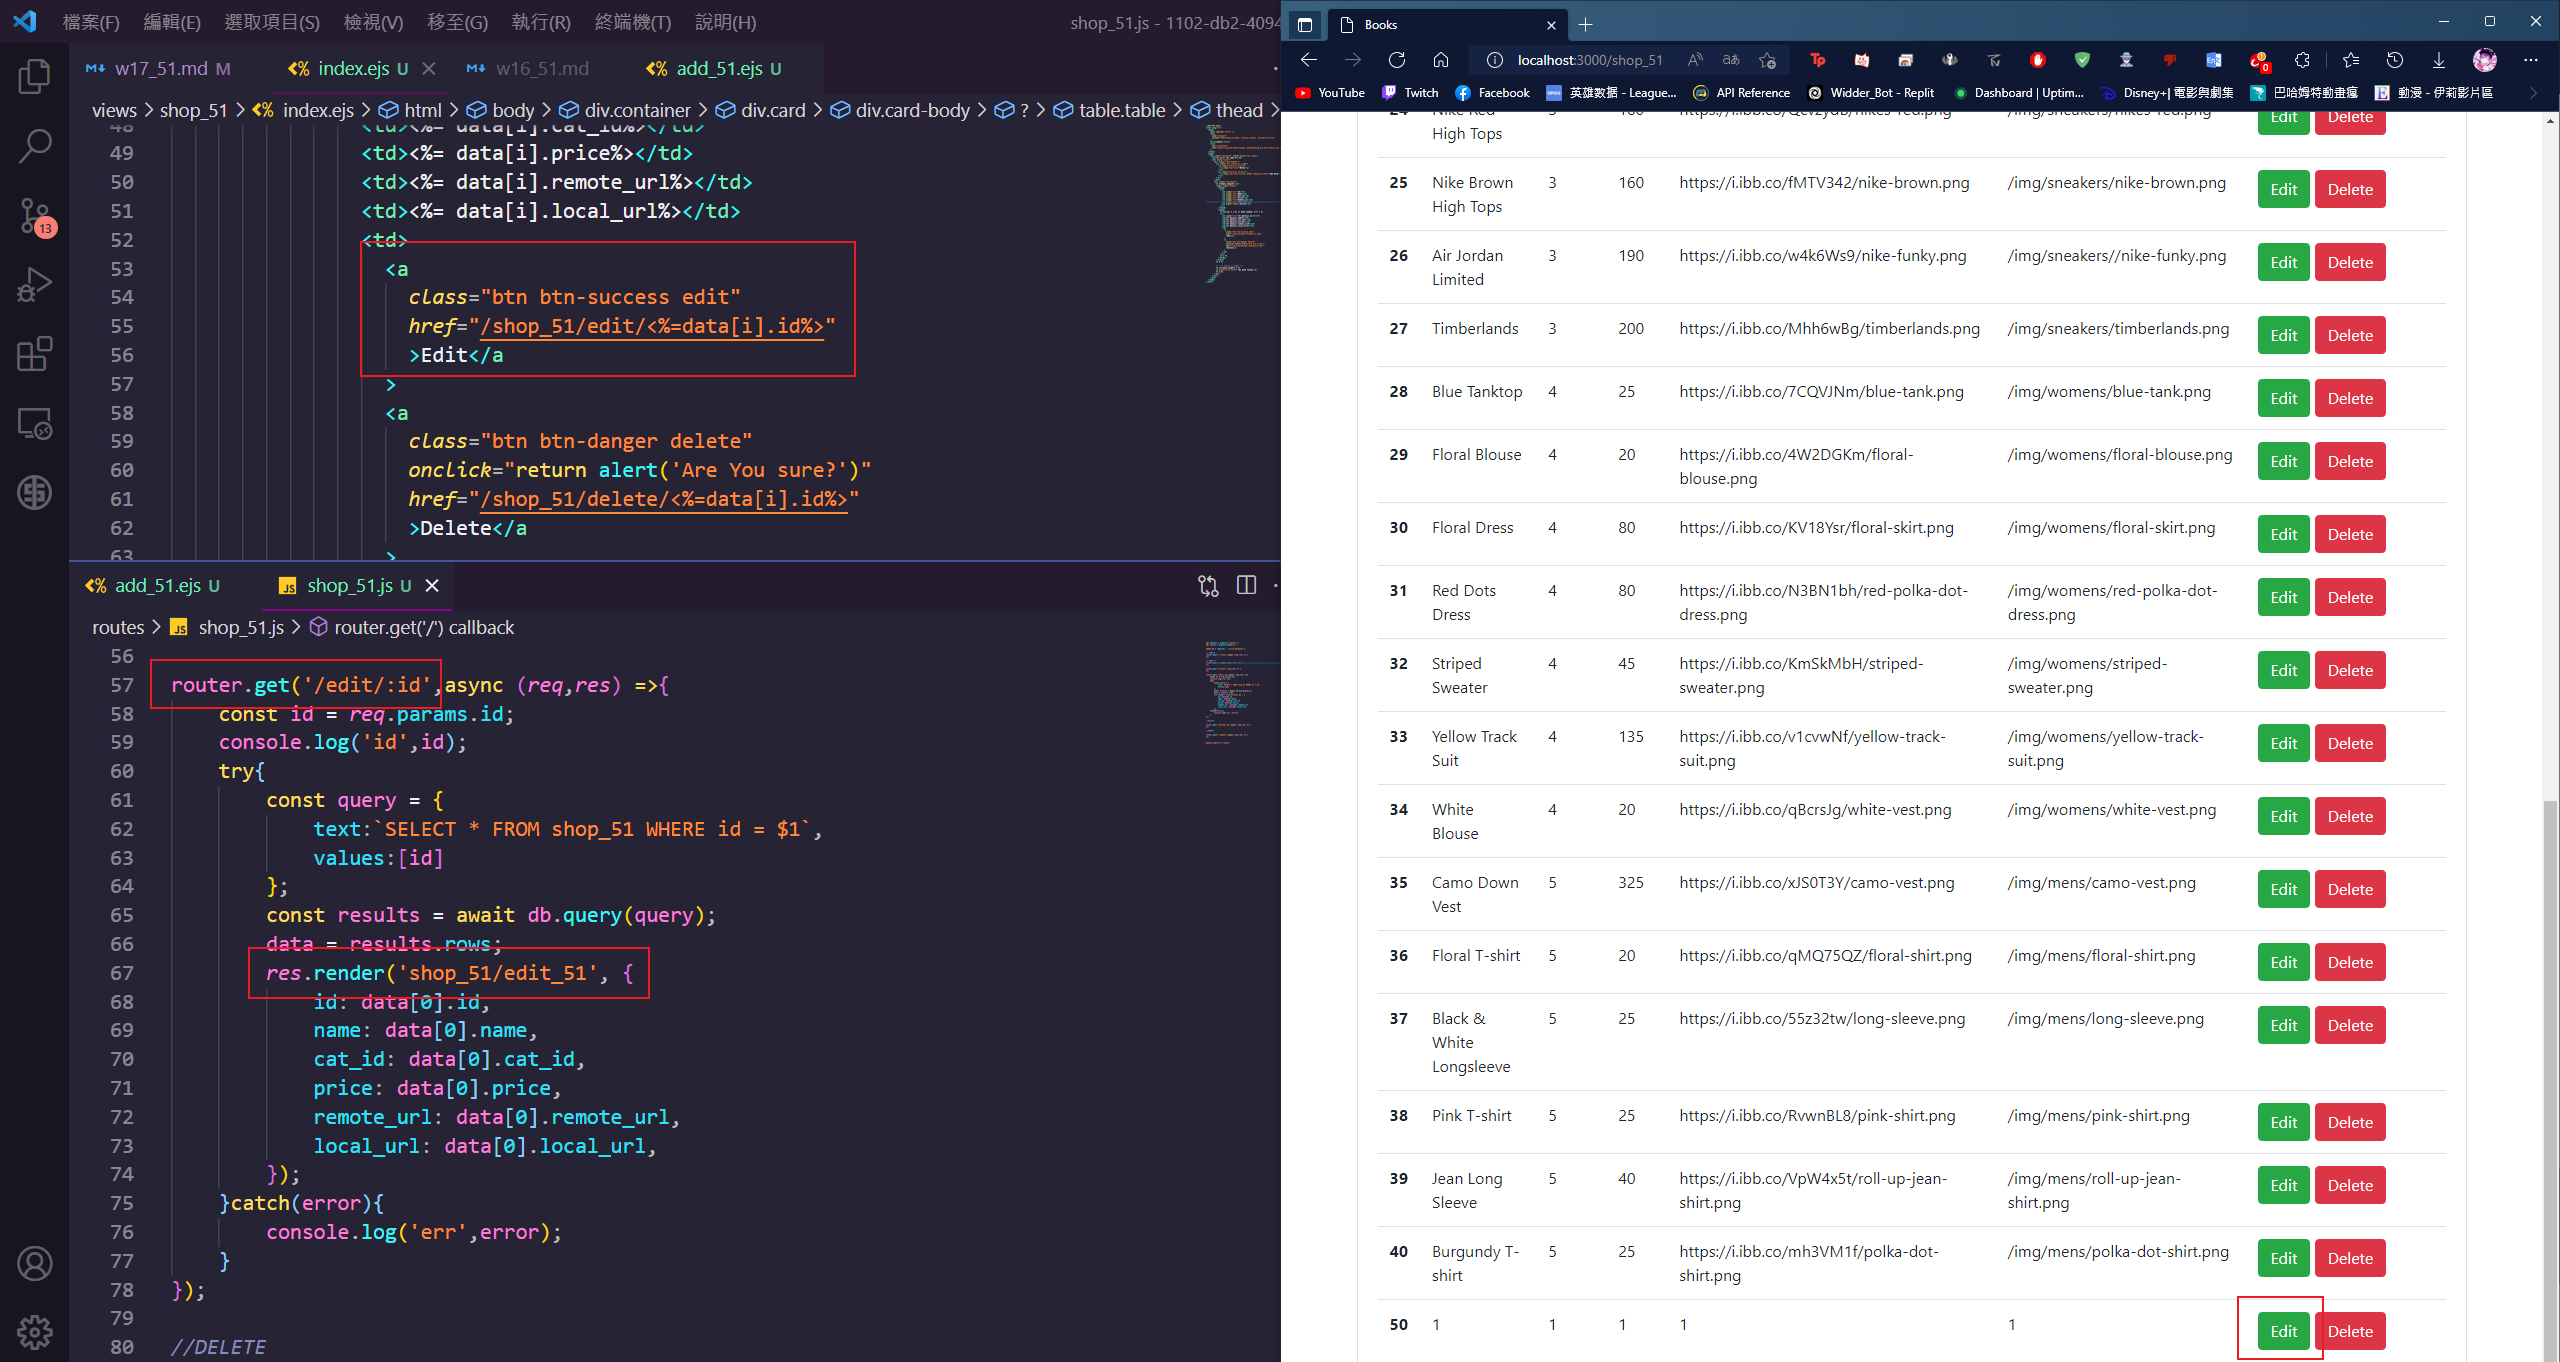 檔案(F) 編輯(E) 選取項目(S) 檢視(V) 移至(G) 執行(R) 終端機(T) 說明(H) shop_51.js - 1102-db2-4094
w17_51.md M index.ejs U w16_51.md add_51.ejs U
views > shop_51 > index.ejs > html > body > div.container > div.card > div.card-body > ? > table.table > thead >
48 <td><%= data[i].cat_id%></td>
49 <td><%= data[i].price%></td>
50 <td><%= data[i].remote_url%></td>
51 <td><%= data[i].local_url%></td>
52 <td>
53 <a
54 class="btn btn-success edit"
55 href="/shop_51/edit/<%=data[i].id%>"
56 >Edit</a
57 >
58 <a
59 class="btn btn-danger delete"
60 onclick="return alert('Are You sure?')"
61 href="/shop_51/delete/<%=data[i].id%>"
62 >Delete</a
63 >
13
add_51.ejs U shop_51.js U
routes > shop_51.js > router.get('/') callback
56
57 router.get('/edit/:id',async (req,res) =>{
58 const id = req.params.id;
59 console.log('id',id);
60 try{
61 const query = {
62 text:`SELECT * FROM shop_51 WHERE id = $1`,
63 values:[id]
64 };
65 const results = await db.query(query);
66 data = results.rows;
67 res.render('shop_51/edit_51', {
68 id: data[0].id,
69 name: data[0].name,
70 cat_id: data[0].cat_id,
71 price: data[0].price,
72 remote_url: data[0].remote_url,
73 local_url: data[0].local_url,
74 });
75 }catch(error){
76 console.log('err',error);
77 }
78 });
79
80 //DELETE
Books
localhost:3000/shop_51
YouTube Twitch Facebook 英雄数据 - League... API Reference Widder_Bot - Replit Dashboard | Uptim... Disney+| 電影與劇集 巴哈姆特動畫瘋 動漫 - 伊莉影片區
24 Nike Red 3 160 https://i.ibb.co/QcvzydB/nikes-red.png /img/sneakers/nikes-red.png Edit Delete
High Tops
25 Nike Brown 3 160 https://i.ibb.co/fMTV342/nike-brown.png /img/sneakers/nike-brown.png Edit Delete
High Tops
26 Air Jordan 3 190 https://i.ibb.co/w4k6Ws9/nike-funky.png /img/sneakers//nike-funky.png Edit Delete
Limited
27 Timberlands 3 200 https://i.ibb.co/Mhh6wBg/timberlands.png /img/sneakers/timberlands.png Edit Delete
28 Blue Tanktop 4 25 https://i.ibb.co/7CQVJNm/blue-tank.png /img/womens/blue-tank.png Edit Delete
29 Floral Blouse 4 20 https://i.ibb.co/4W2DGKm/floral- /img/womens/floral-blouse.png Edit Delete
blouse.png
30 Floral Dress 4 80 https://i.ibb.co/KV18Ysr/floral-skirt.png /img/womens/floral-skirt.png Edit Delete
31 Red Dots 4 80 https://i.ibb.co/N3BN1bh/red-polka-dot- /img/womens/red-polka-dot- Edit Delete
Dress dress.png dress.png
32 Striped 4 45 https://i.ibb.co/KmSkMbH/striped- /img/womens/striped- Edit Delete
Sweater sweater.png sweater.png
33 Yellow Track 4 135 https://i.ibb.co/v1cvwNf/yellow-track- /img/womens/yellow-track- Edit Delete
Suit suit.png suit.png
34 White 4 20 https://i.ibb.co/qBcrsJg/white-vest.png /img/womens/white-vest.png Edit Delete
Blouse
35 Camo Down 5 325 https://i.ibb.co/xJS0T3Y/camo-vest.png /img/mens/camo-vest.png Edit Delete
Vest
36 Floral T-shirt 5 20 https://i.ibb.co/qMQ75QZ/floral-shirt.png /img/mens/floral-shirt.png Edit Delete
37 Black & 5 25 https://i.ibb.co/55z32tw/long-sleeve.png /img/mens/long-sleeve.png Edit Delete
White
Longsleeve
38 Pink T-shirt 5 25 https://i.ibb.co/RvwnBL8/pink-shirt.png /img/mens/pink-shirt.png Edit Delete
39 Jean Long 5 40 https://i.ibb.co/VpW4x5t/roll-up-jean- /img/mens/roll-up-jean- Edit Delete
Sleeve shirt.png shirt.png
40 Burgundy T- 5 25 https://i.ibb.co/mh3VM1f/polka-dot- /img/mens/polka-dot-shirt.png Edit Delete
shirt shirt.png
50 1 1 1 1 1 Edit Delete